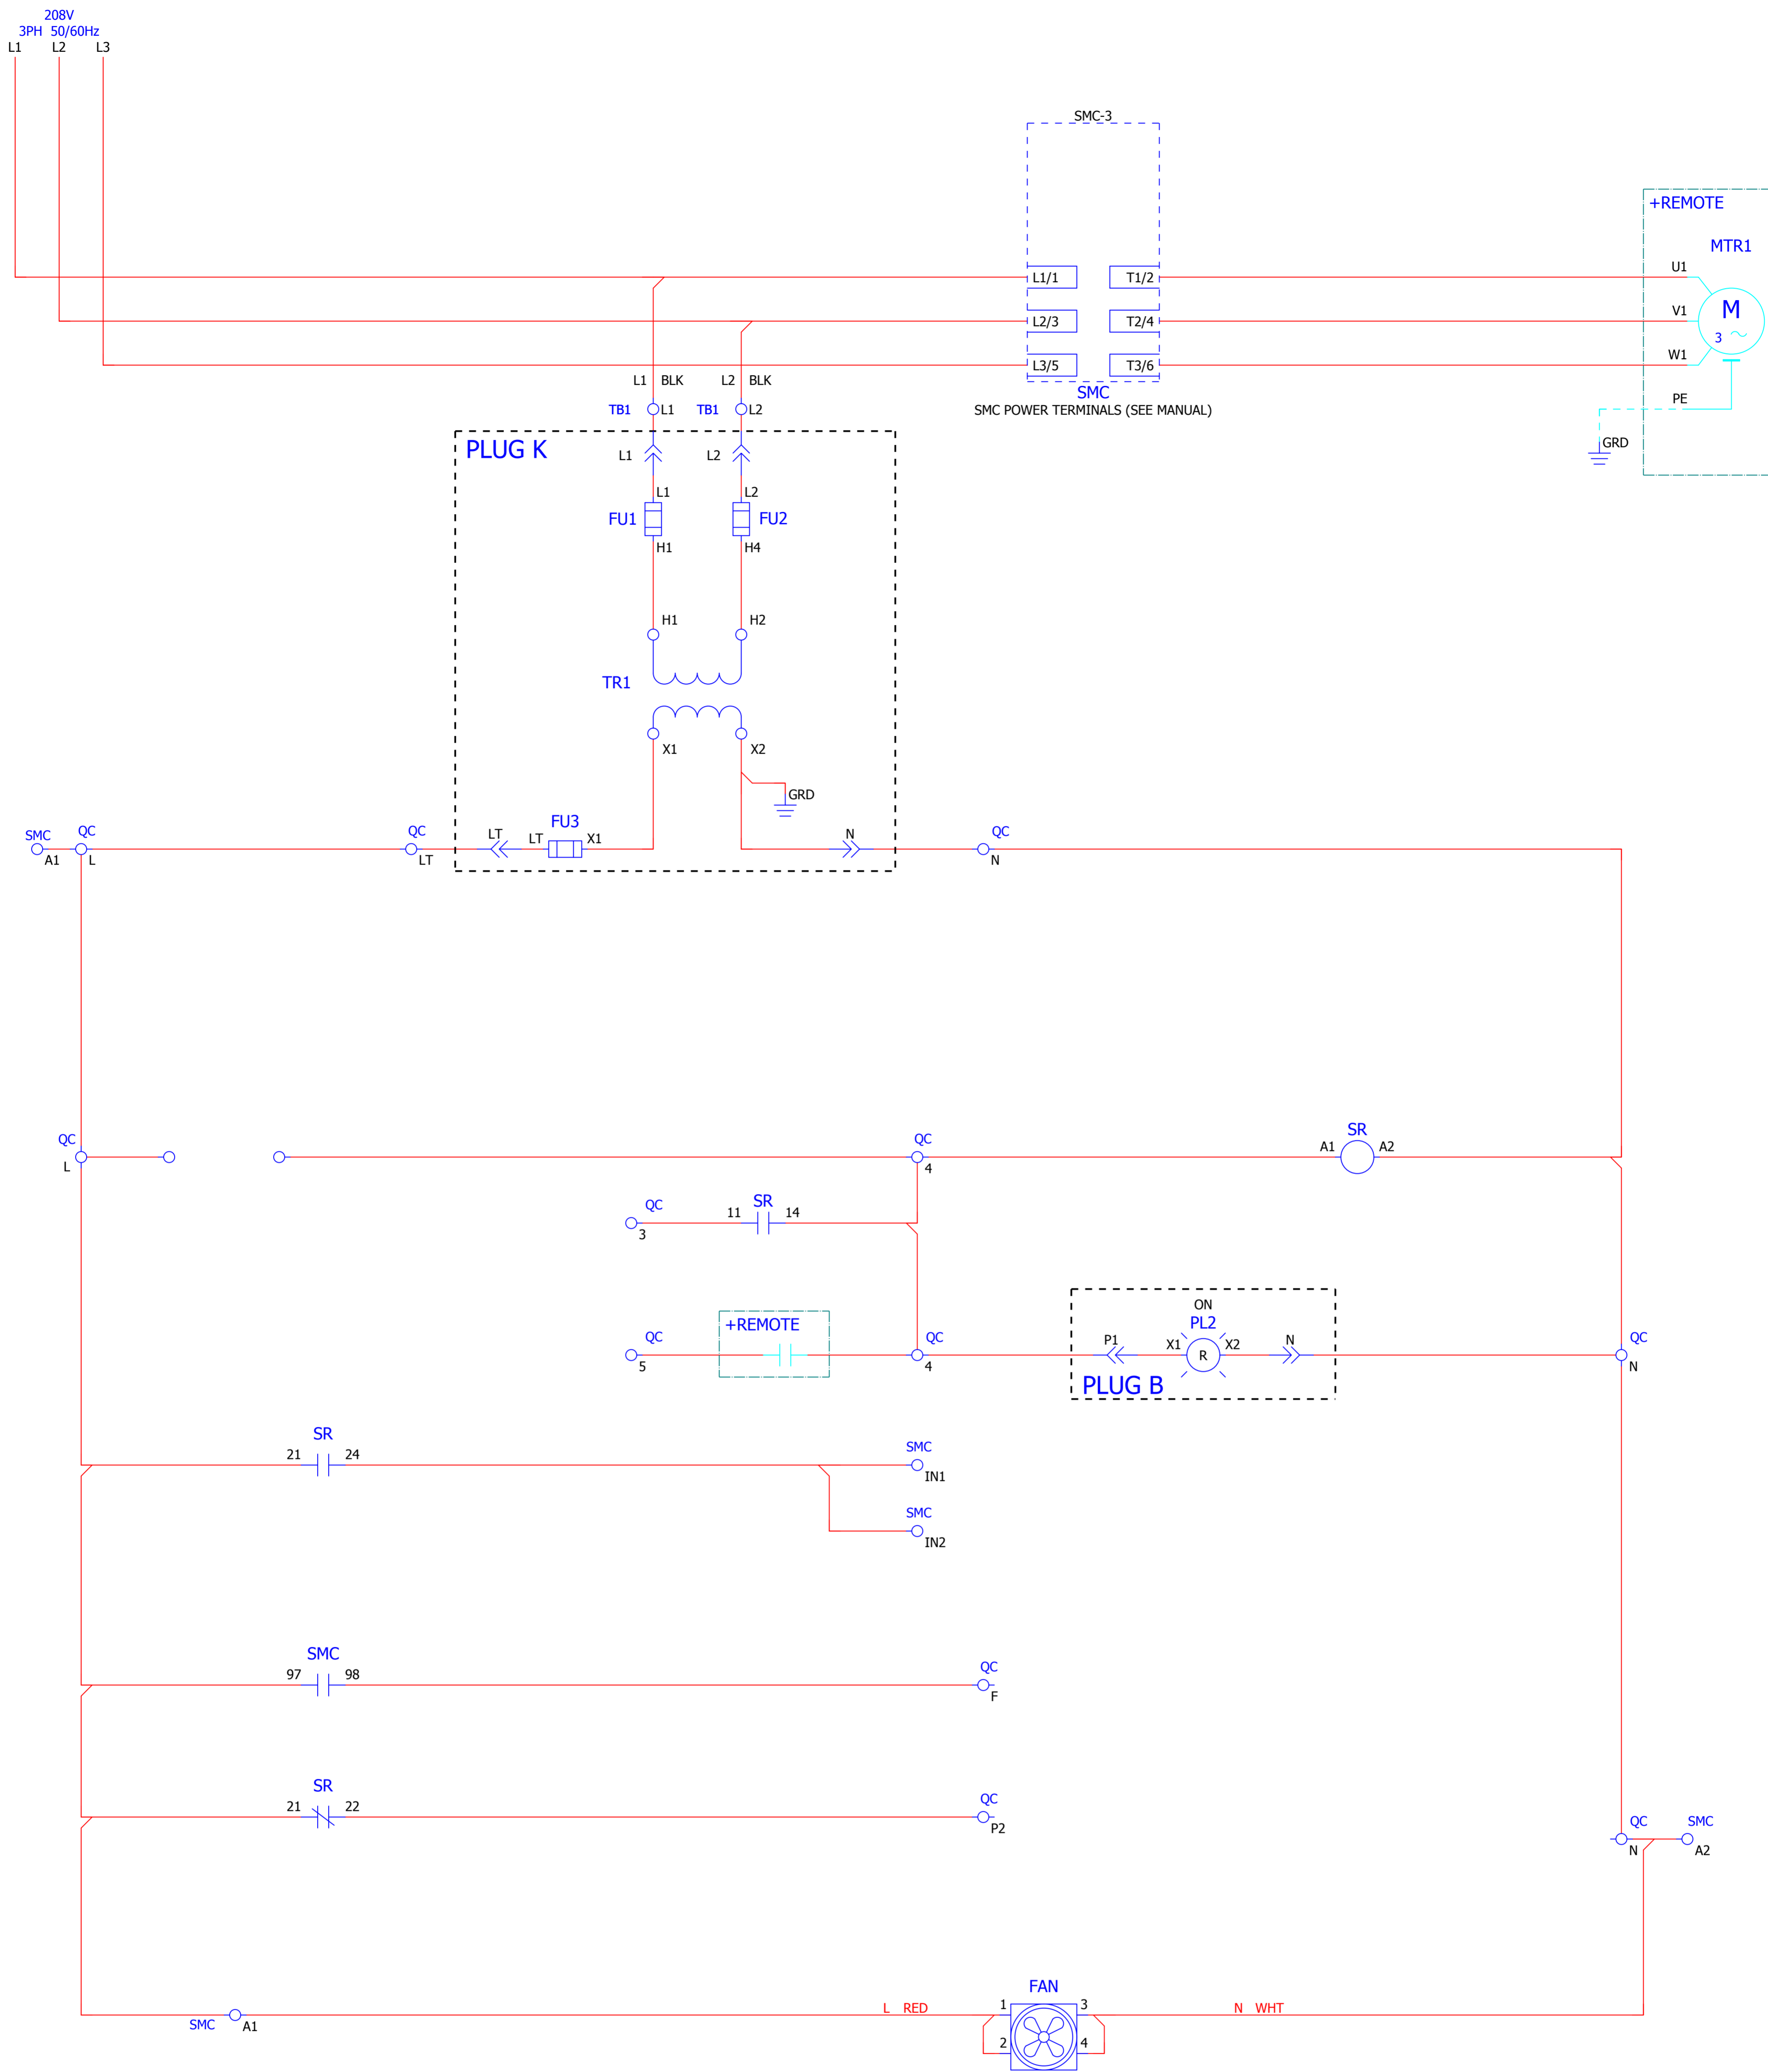 208V
3PH 50/60Hz
L1 L2 L3
SMC-3
+REMOTE
MTR1
L1/1 T1/2 U1
L2/3 T2/4 V1
M
3
L3/5 T3/6 W1
SMC
SMC POWER TERMINALS (SEE MANUAL)
PE
GRD
L1 BLK L2 BLK
TB1 L1 TB1 L2
PLUG K
L1 L2
L1 L2
FU1 FU2
H1 H4
H1 H2
TR1
X1 X2
GRD
FU3
SMC QC QC LT LT X1 N QC
A1 L LT N
QC QC SR
A1 A2
L 4
QC 11 SR 14
3
ON
+REMOTE PL2
QC QC P1 X1 R X2 N QC
5 4 N
PLUG B
SR SMC
21 24
IN1
SMC
IN2
SMC QC
97 98
F
SR QC
21 22
P2
QC SMC
N A2
FAN
L RED 1 3 N WHT
SMC A1
2 4